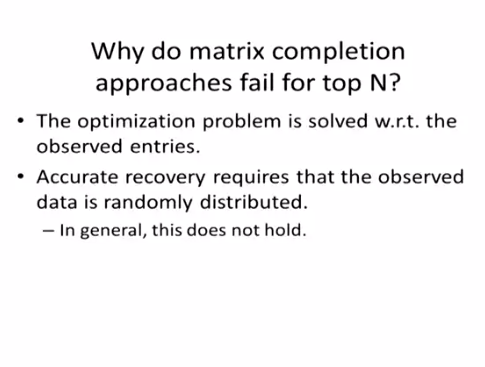 Why do matrix completion
approaches fail for top N?
• The optimization problem is solved w.r.t. the
observed entries.
• Accurate recovery requires that the observed
data is randomly distributed.
– In general, this does not hold.